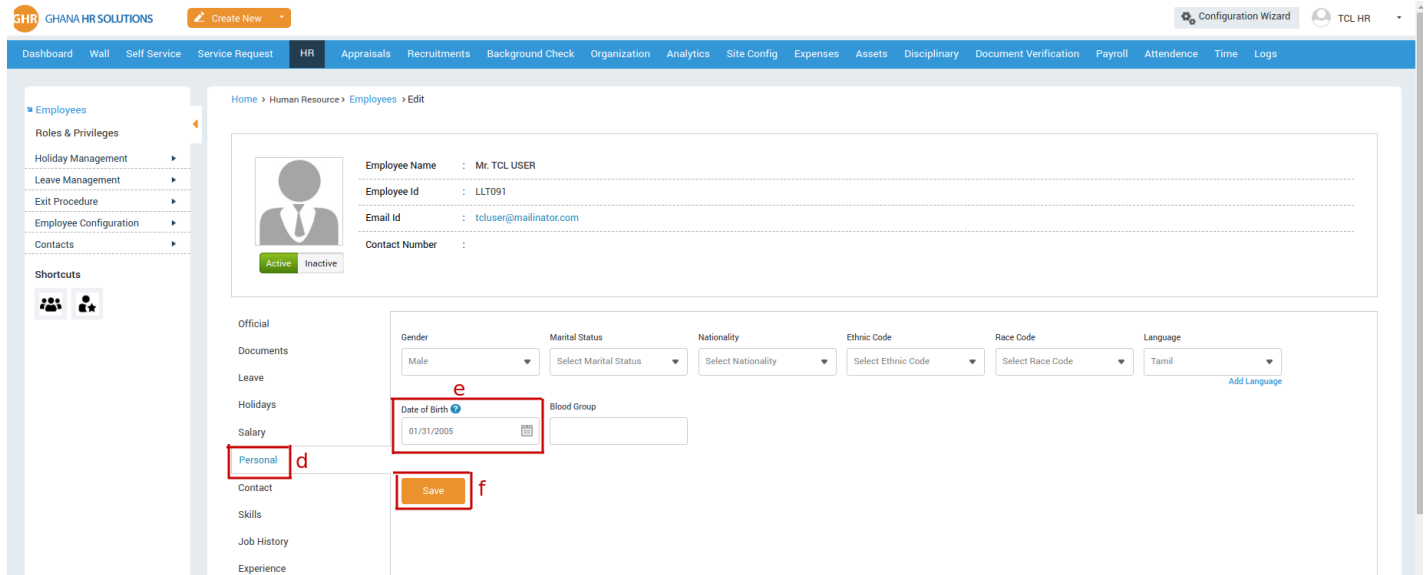 GHR GHANA HR SOLUTIONS Create New Configuration Wizard TCL HR
Dashboard Wall Self Service Service Request HR Appraisals Recruitments Background Check Organization Analytics Site Config Expenses Assets Disciplinary Document Verification Payroll Attendence Time Logs
Employees
Roles & Privileges
Holiday Management
Leave Management
Exit Procedure
Employee Configuration
Contacts
Shortcuts
Home > Human Resource > Employees > Edit
Employee Name : Mr. TCL USER
Employee Id : LLT091
Email Id : tcluser@mailinator.com
Contact Number :
Active Inactive
Official
Documents
Leave
Holidays
Salary
Personal d
Contact
Skills
Job History
Experience
Gender Marital Status Nationality Ethnic Code Race Code Language
Male Select Marital Status Select Nationality Select Ethnic Code Select Race Code Tamil
Add Language
e
Date of Birth ? Blood Group
01/31/2005
Save f